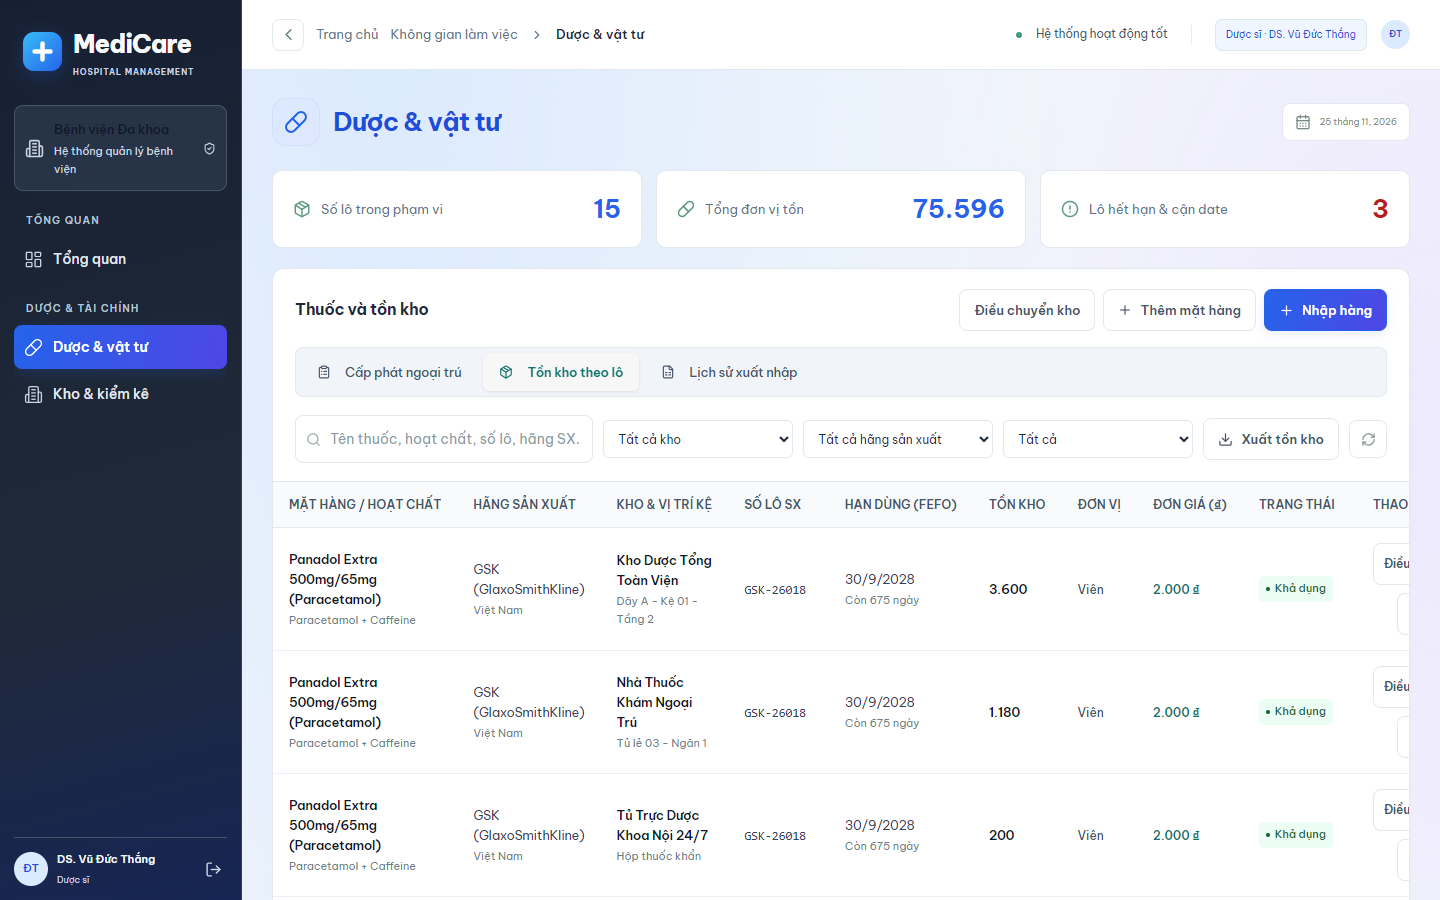 MediCare
HOSPITAL MANAGEMENT
Bệnh viện Đa khoa
Hệ thống quản lý bệnh
viện
TỔNG QUAN
Tổng quan
DƯỢC & TÀI CHÍNH
Dược & vật tư
Kho & kiểm kê
ĐT
DS. Vũ Đức Thắng
Dược sĩ
Trang chủ Không gian làm việc > Dược & vật tư
Hệ thống hoạt động tốt
Dược sĩ · DS. Vũ Đức Thắng
ĐT
Dược & vật tư
25 tháng 11, 2026
Số lô trong phạm vi 15
Tổng đơn vị tồn 75.596
Lô hết hạn & cận date 3
Thuốc và tồn kho
Điều chuyển kho
+ Thêm mặt hàng
+ Nhập hàng
Cấp phát ngoại trú
Tồn kho theo lô
Lịch sử xuất nhập
Tên thuốc, hoạt chất, số lô, hãng SX.
Tất cả kho
Tất cả hãng sản xuất
Tất cả
Xuất tồn kho
MẶT HÀNG / HOẠT CHẤT HÃNG SẢN XUẤT KHO & VỊ TRÍ KỆ SỐ LÔ SX HẠN DÙNG (FEFO) TỒN KHO ĐƠN VỊ ĐƠN GIÁ (₫) TRẠNG THÁI THAO
Panadol Extra
500mg/65mg
(Paracetamol)
Paracetamol + Caffeine
GSK
(GlaxoSmithKline)
Việt Nam
Kho Dược Tổng
Toàn Viện
Dãy A - Kệ 01 -
Tầng 2
GSK-26018
30/9/2028
Còn 675 ngày
3.600
Viên
2.000 ₫
Khả dụng
Điều
Panadol Extra
500mg/65mg
(Paracetamol)
Paracetamol + Caffeine
GSK
(GlaxoSmithKline)
Việt Nam
Nhà Thuốc
Khám Ngoại
Trú
Tủ lẻ 03 - Ngăn 1
GSK-26018
30/9/2028
Còn 675 ngày
1.180
Viên
2.000 ₫
Khả dụng
Điều
Panadol Extra
500mg/65mg
(Paracetamol)
Paracetamol + Caffeine
GSK
(GlaxoSmithKline)
Việt Nam
Tủ Trực Dược
Khoa Nội 24/7
Hộp thuốc khẩn
GSK-26018
30/9/2028
Còn 675 ngày
200
Viên
2.000 ₫
Khả dụng
Điều